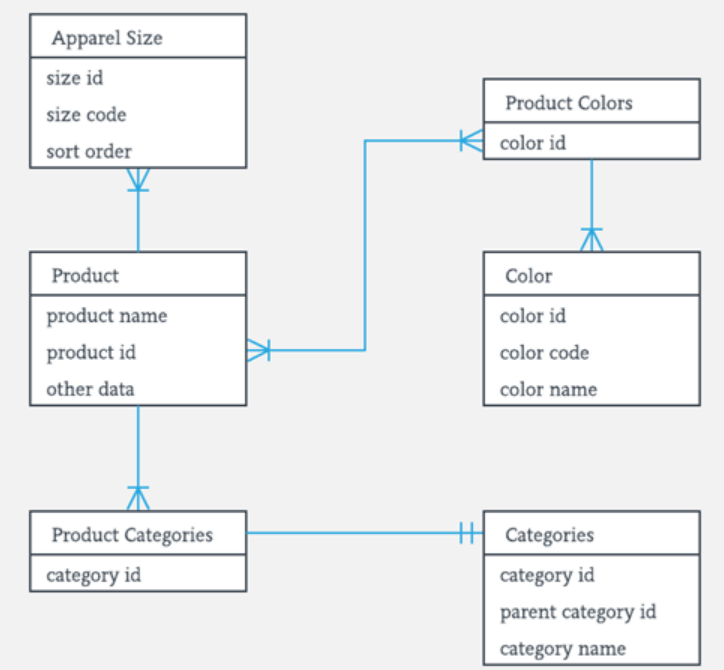 Apparel Size
size id
size code
sort order
Product Colors
color id
Product
product name
product id
other data
Color
color id
color code
color name
Product Categories
category id
Categories
category id
parent category id
category name